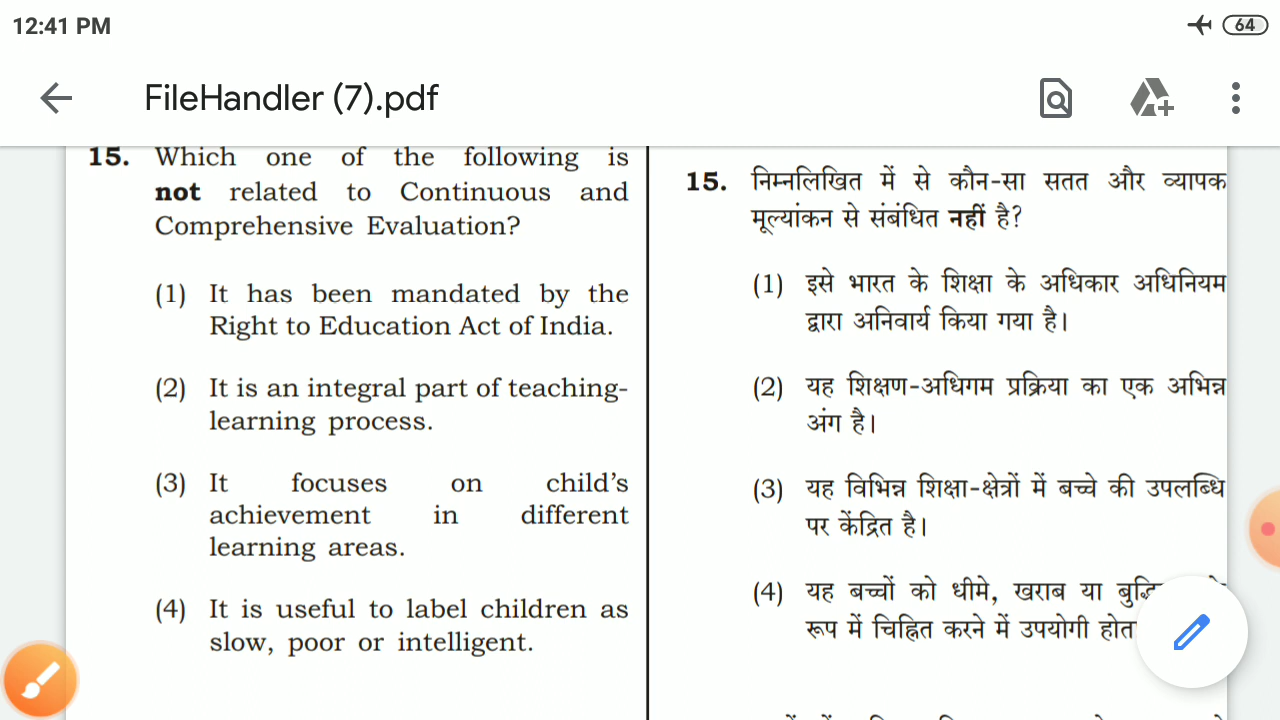 12:41 PM
64
FileHandler (7).pdf
15. Which one of the following is
not related to Continuous and
Comprehensive Evaluation?
(1) It has been mandated by the
Right to Education Act of India.
(2) It is an integral part of teaching-
learning process.
(3) It focuses on child's
achievement in different
learning areas.
(4) It is useful to label children as
slow, poor or intelligent.
15. निम्नलिखित में से कौन-सा सतत और व्यापक
मूल्यांकन से संबंधित नहीं है?
(1) इसे भारत के शिक्षा के अधिकार अधिनियम
द्वारा अनिवार्य किया गया है।
(2) यह शिक्षण-अधिगम प्रक्रिया का एक अभिन्न
अंग है।
(3) यह विभिन्न शिक्षा-क्षेत्रों में बच्चे की उपलब्धि
पर केंद्रित है।
(4) यह बच्चों को धीमे, खराब या
रूप में चिह्नित करने में उपयोगी